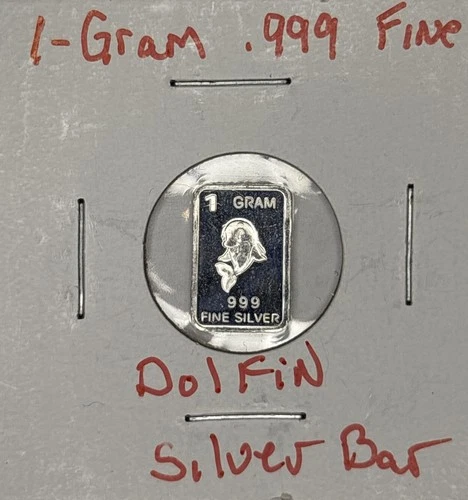 1-Gram .999 Fine
1 GRAM
.999
FINE SILVER
DolFiN
Silver Bar